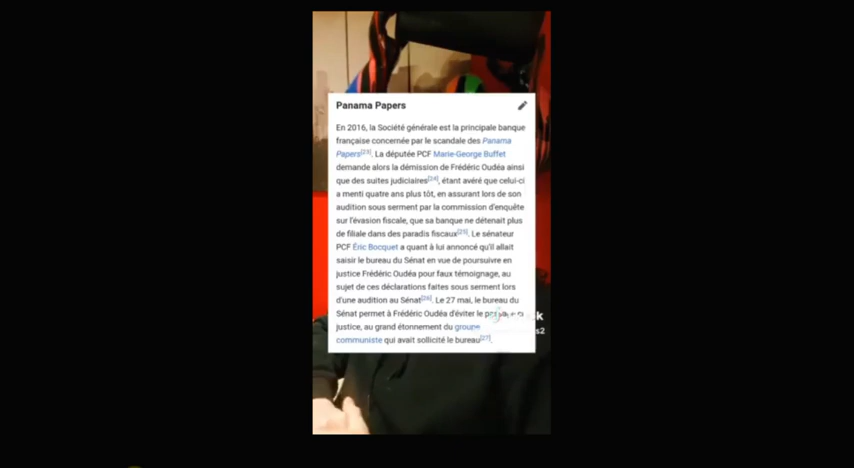 Panama Papers
En 2016, la Société générale est la principale banque
française concernée par le scandale des Panama
Papers[23]. La députée PCF Marie-George Buffet
demande alors la démission de Frédéric Oudéa ainsi
que des suites judiciaires[24], étant avéré que celui-ci
a menti quatre ans plus tôt, en assurant lors de son
audition sous serment par la commission d'enquête
sur l'évasion fiscale, que sa banque ne détenait plus
de filiale dans des paradis fiscaux[25]. Le sénateur
PCF Éric Bocquet a quant à lui annoncé qu'il allait
saisir le bureau du Sénat en vue de poursuivre en
justice Frédéric Oudéa pour faux témoignage, au
sujet de ces déclarations faites sous serment lors
d'une audition au Sénat[26]. Le 27 mai, le bureau du
Sénat permet à Frédéric Oudéa d'éviter le
justice, au grand étonnement du groupe
communiste qui avait sollicité le bureau[27].